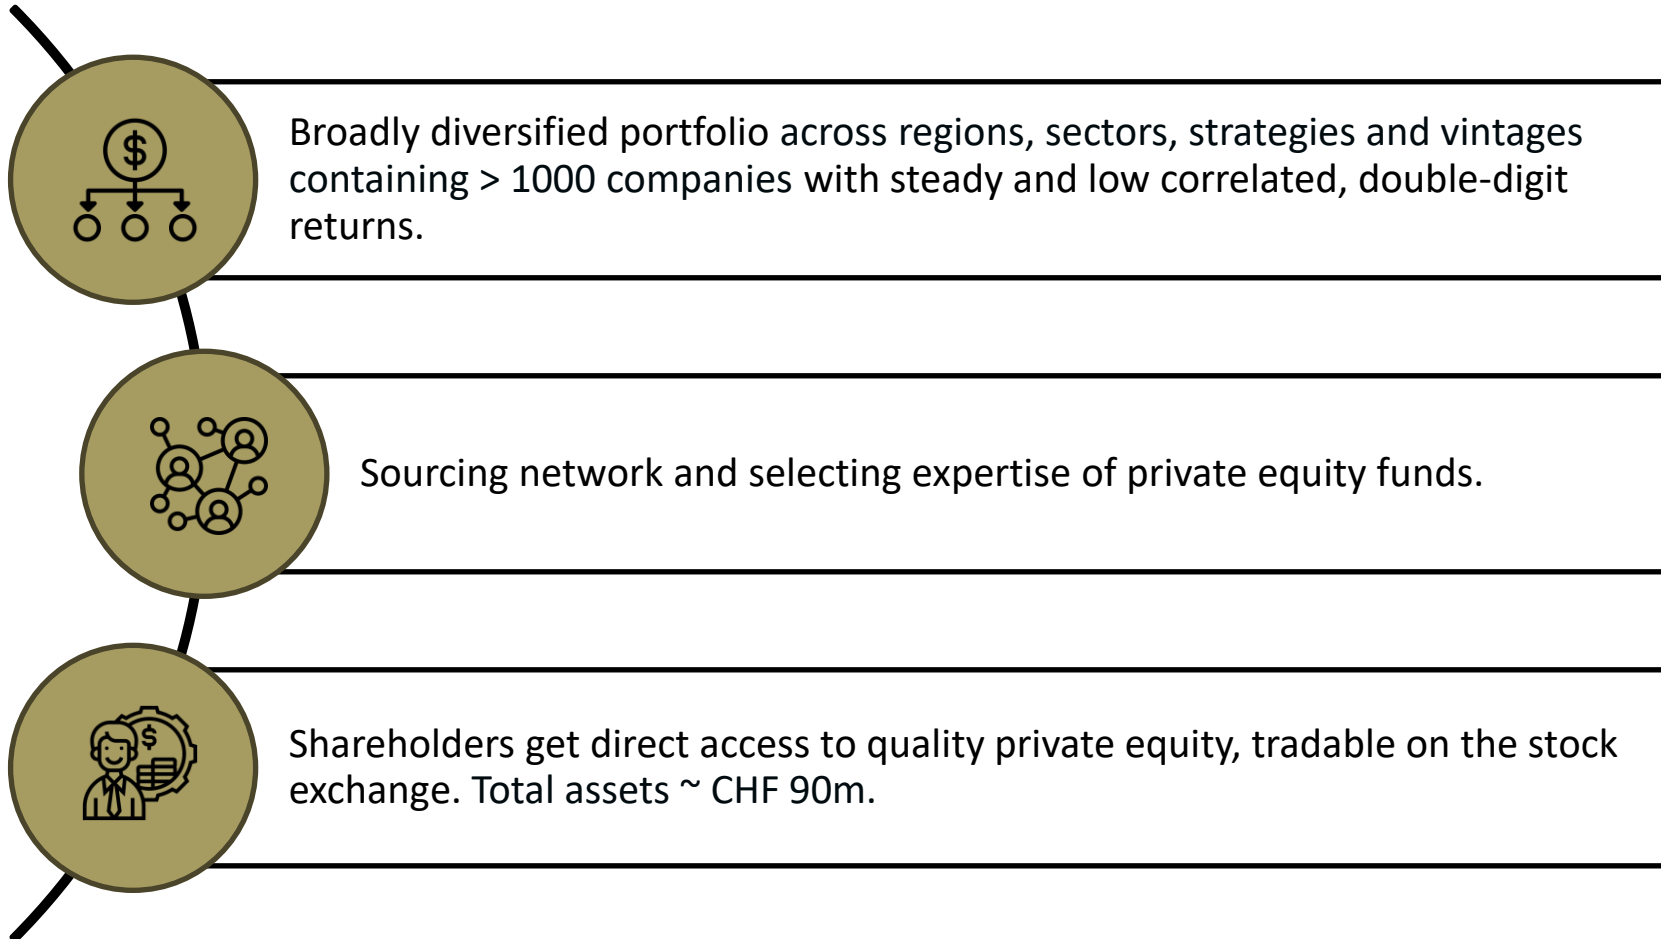 Broadly diversified portfolio across regions, sectors, strategies and vintages
containing > 1000 companies with steady and low correlated, double-digit
returns.
Sourcing network and selecting expertise of private equity funds.
Shareholders get direct access to quality private equity, tradable on the stock
exchange. Total assets ~ CHF 90m.